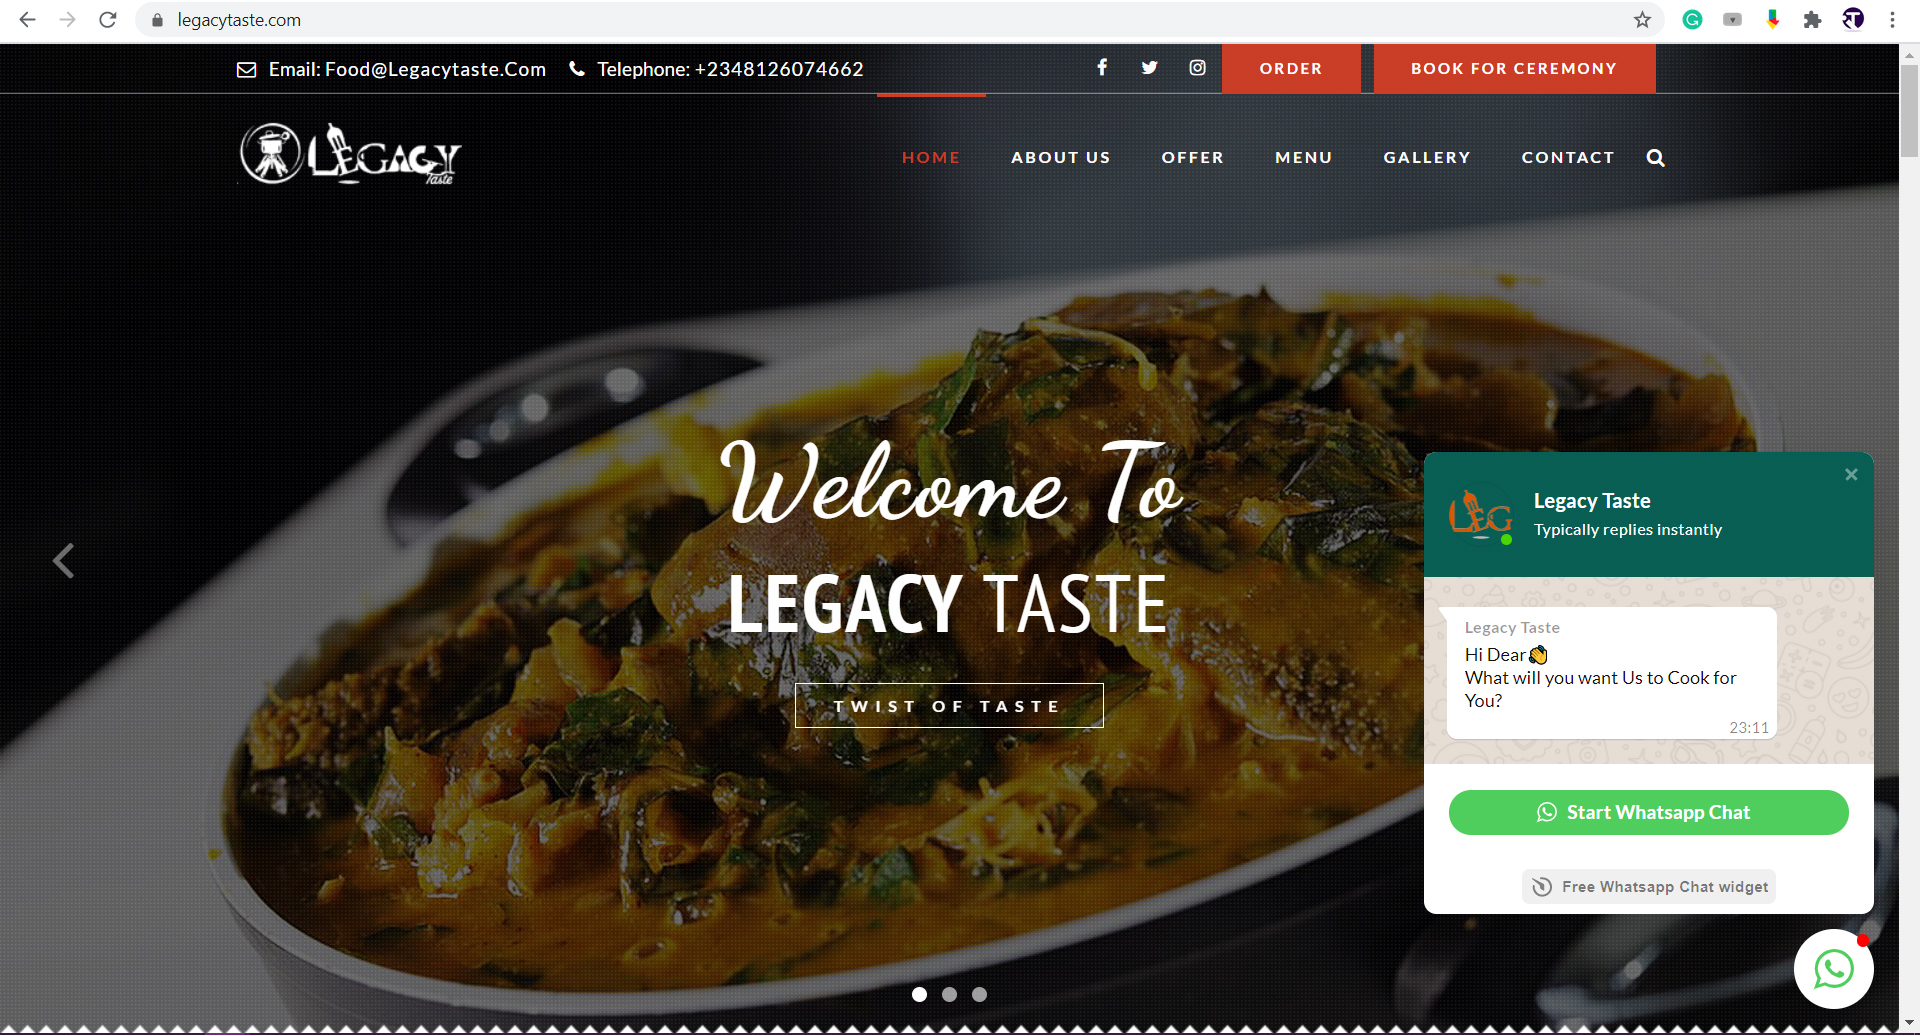 legacytaste.com
Email: Food@Legacytaste.Com Telephone: +2348126074662 ORDER BOOK FOR CEREMONY
LEGACY
Taste
HOME ABOUT US OFFER MENU GALLERY CONTACT
Welcome To
LEGACY TASTE
TWIST OF TASTE
LEG
Legacy Taste
Typically replies instantly
Legacy Taste
Hi Dear👏
What will you want Us to Cook for
You?
23:11
Start Whatsapp Chat
Free Whatsapp Chat widget